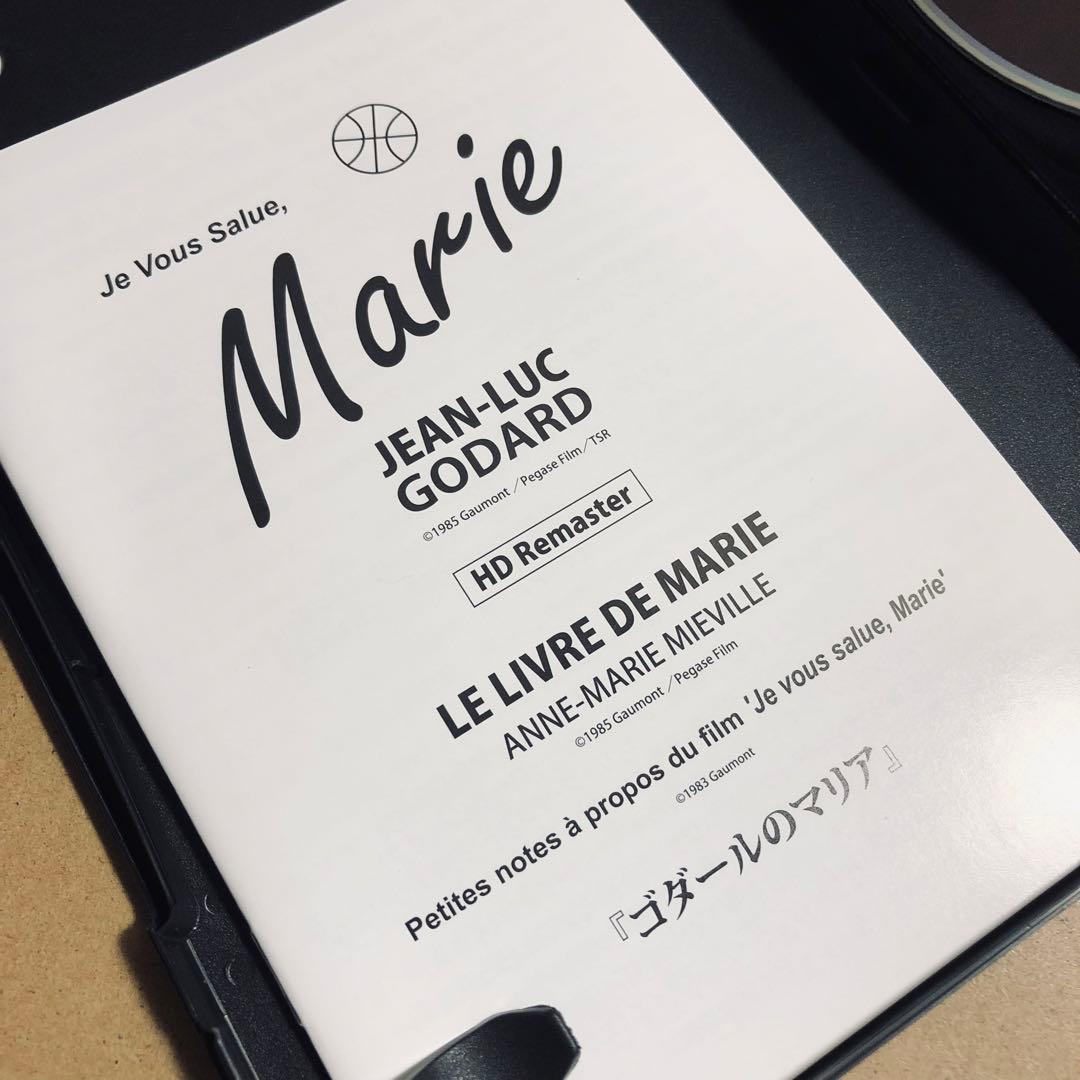 Je Vous Salue,
Marie
JEAN-LUC
GODARD
©1985 Gaumont／Pegase Film／TSR
HD Remaster
LE LIVRE DE MARIE
ANNE-MARIE MIEVILLE
©1985 Gaumont／Pegase Film
Petites notes à propos du film 'Je vous salue, Marie'
©1983 Gaumont
『ゴダールのマリア』